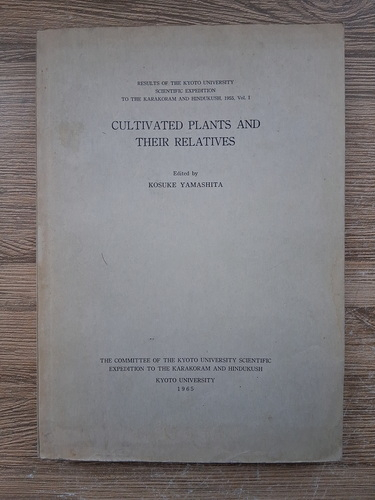 RESULTS OF THE KYOTO UNIVERSITY
SCIENTIFIC EXPEDITION
TO THE KARAKORAM AND HINDUKUSH, 1955, Vol. I
CULTIVATED PLANTS AND
THEIR RELATIVES
Edited by
KOSUKE YAMASHITA
THE COMMITTEE OF THE KYOTO UNIVERSITY SCIENTIFIC
EXPEDITION TO THE KARAKORAM AND HINDUKUSH
KYOTO UNIVERSITY
1965